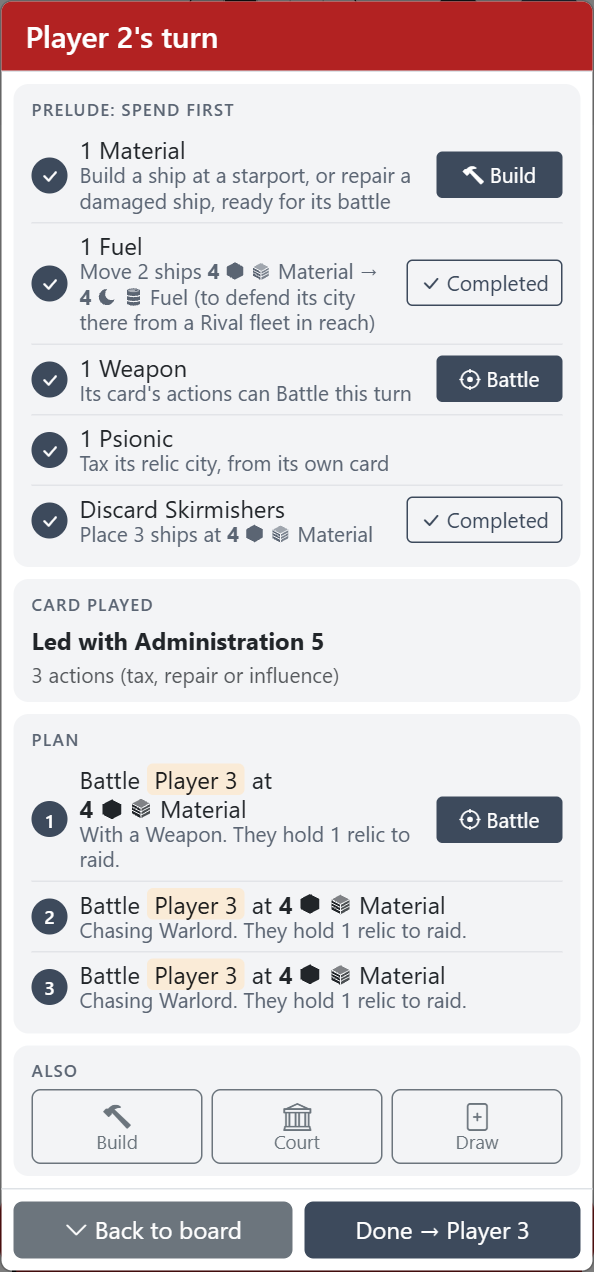 Player 2's turn
PRELUDE: SPEND FIRST
1 Material
Build a ship at a starport, or repair a
damaged ship, ready for its battle
Build
1 Fuel
Move 2 ships 4 Material →
4 Fuel (to defend its city
there from a Rival fleet in reach)
Completed
1 Weapon
Its card's actions can Battle this turn
Battle
1 Psionic
Tax its relic city, from its own card
Discard Skirmishers
Place 3 ships at 4 Material
Completed
CARD PLAYED
Led with Administration 5
3 actions (tax, repair or influence)
PLAN
1
Battle Player 3 at
4 Material
With a Weapon. They hold 1 relic to
raid.
Battle
2
Battle Player 3 at 4 Material
Chasing Warlord. They hold 1 relic to raid.
3
Battle Player 3 at 4 Material
Chasing Warlord. They hold 1 relic to raid.
ALSO
Build
Court
Draw
Back to board
Done → Player 3